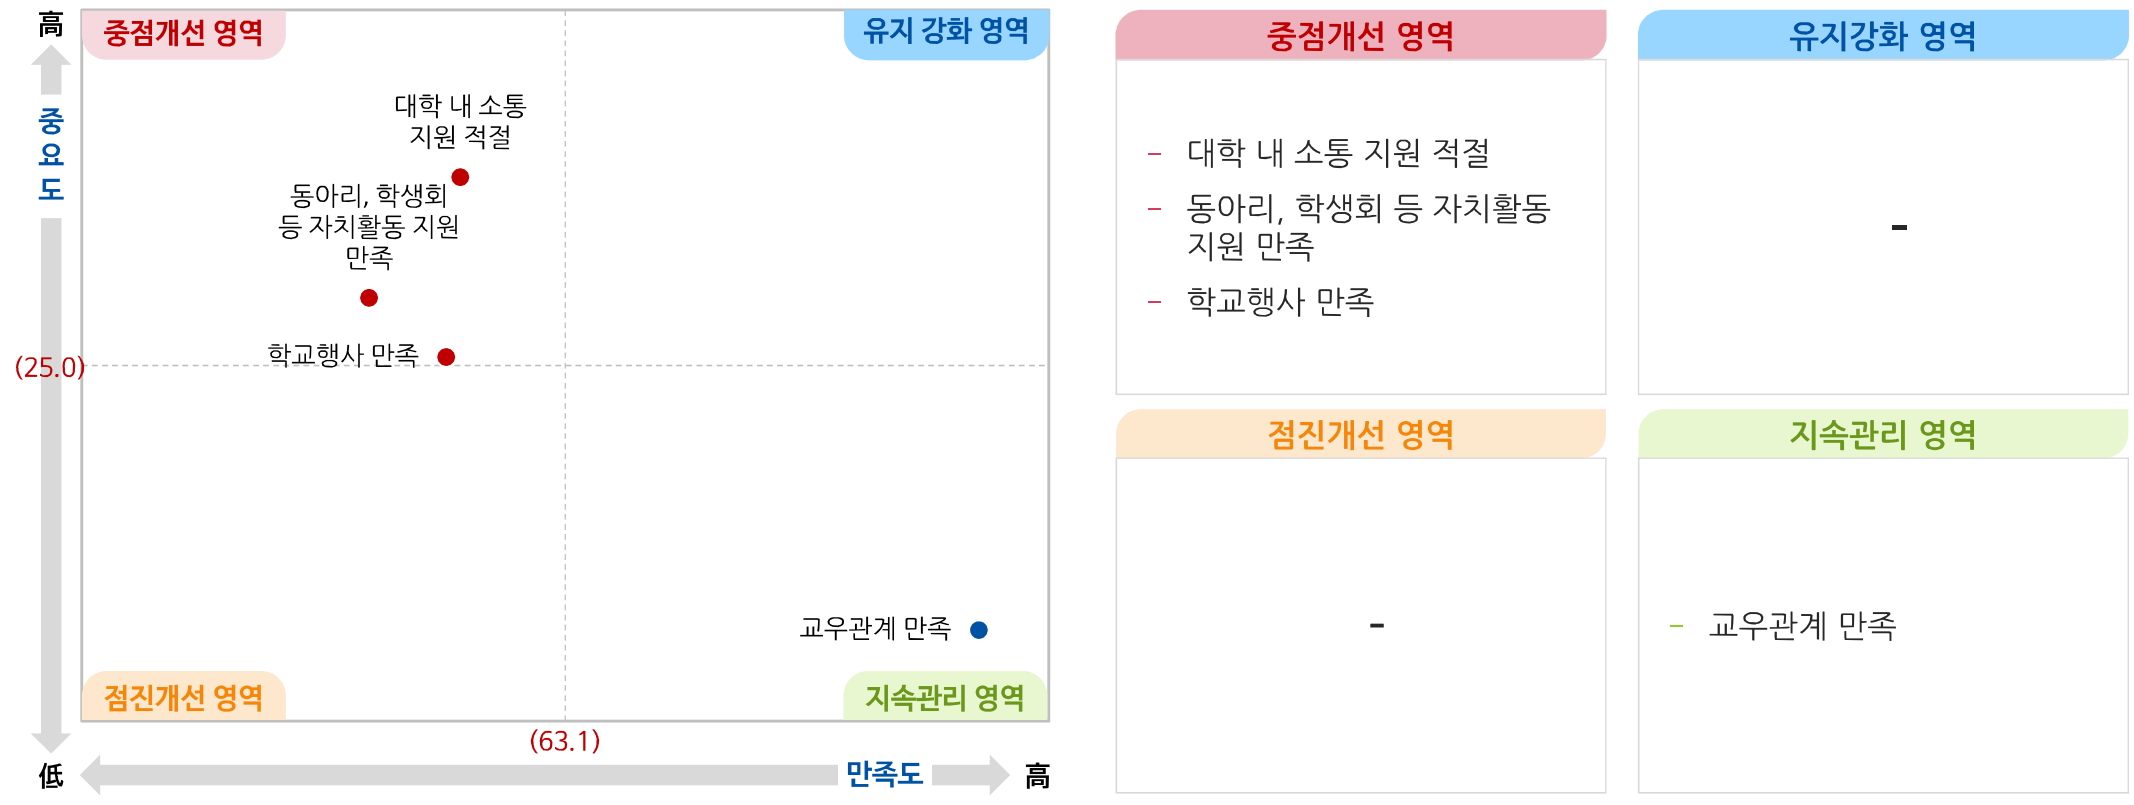 高
중점개선 영역
유지 강화 영역
중요도
대학 내 소통
지원 적절
동아리, 학생회
등 자치활동 지원
만족
학교행사 만족
(25.0)
교우관계 만족
점진개선 영역
지속관리 영역
(63.1)
低
만족도
高
중점개선 영역
– 대학 내 소통 지원 적절
– 동아리, 학생회 등 자치활동
지원 만족
– 학교행사 만족
유지강화 영역
-
점진개선 영역
-
지속관리 영역
– 교우관계 만족